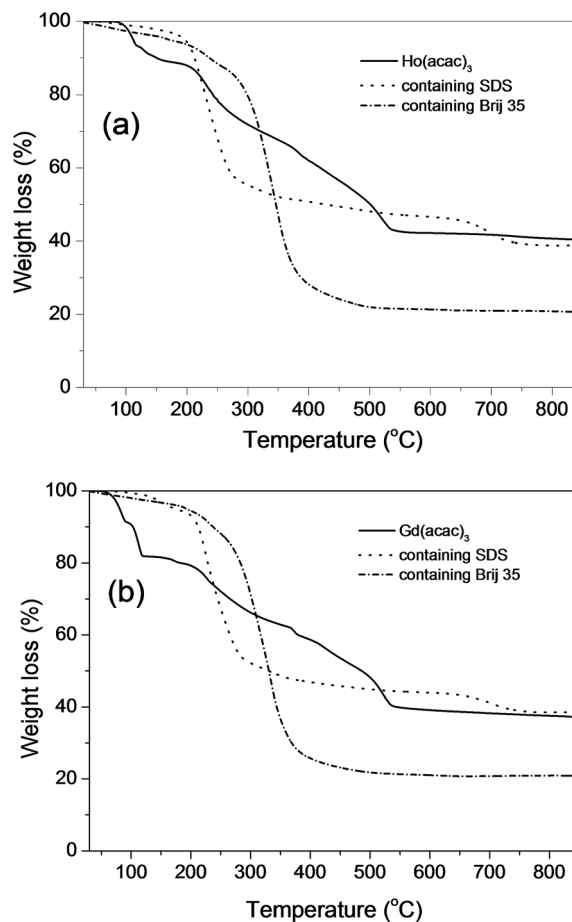 100
80
60
40
20
0
Weight loss (%)
(a)
Ho(acac)3
containing SDS
containing Brij 35
100 200 300 400 500 600 700 800
Temperature (oC)
100
80
60
40
20
0
Weight loss (%)
(b)
Gd(acac)3
containing SDS
containing Brij 35
100 200 300 400 500 600 700 800
Temperature (oC)